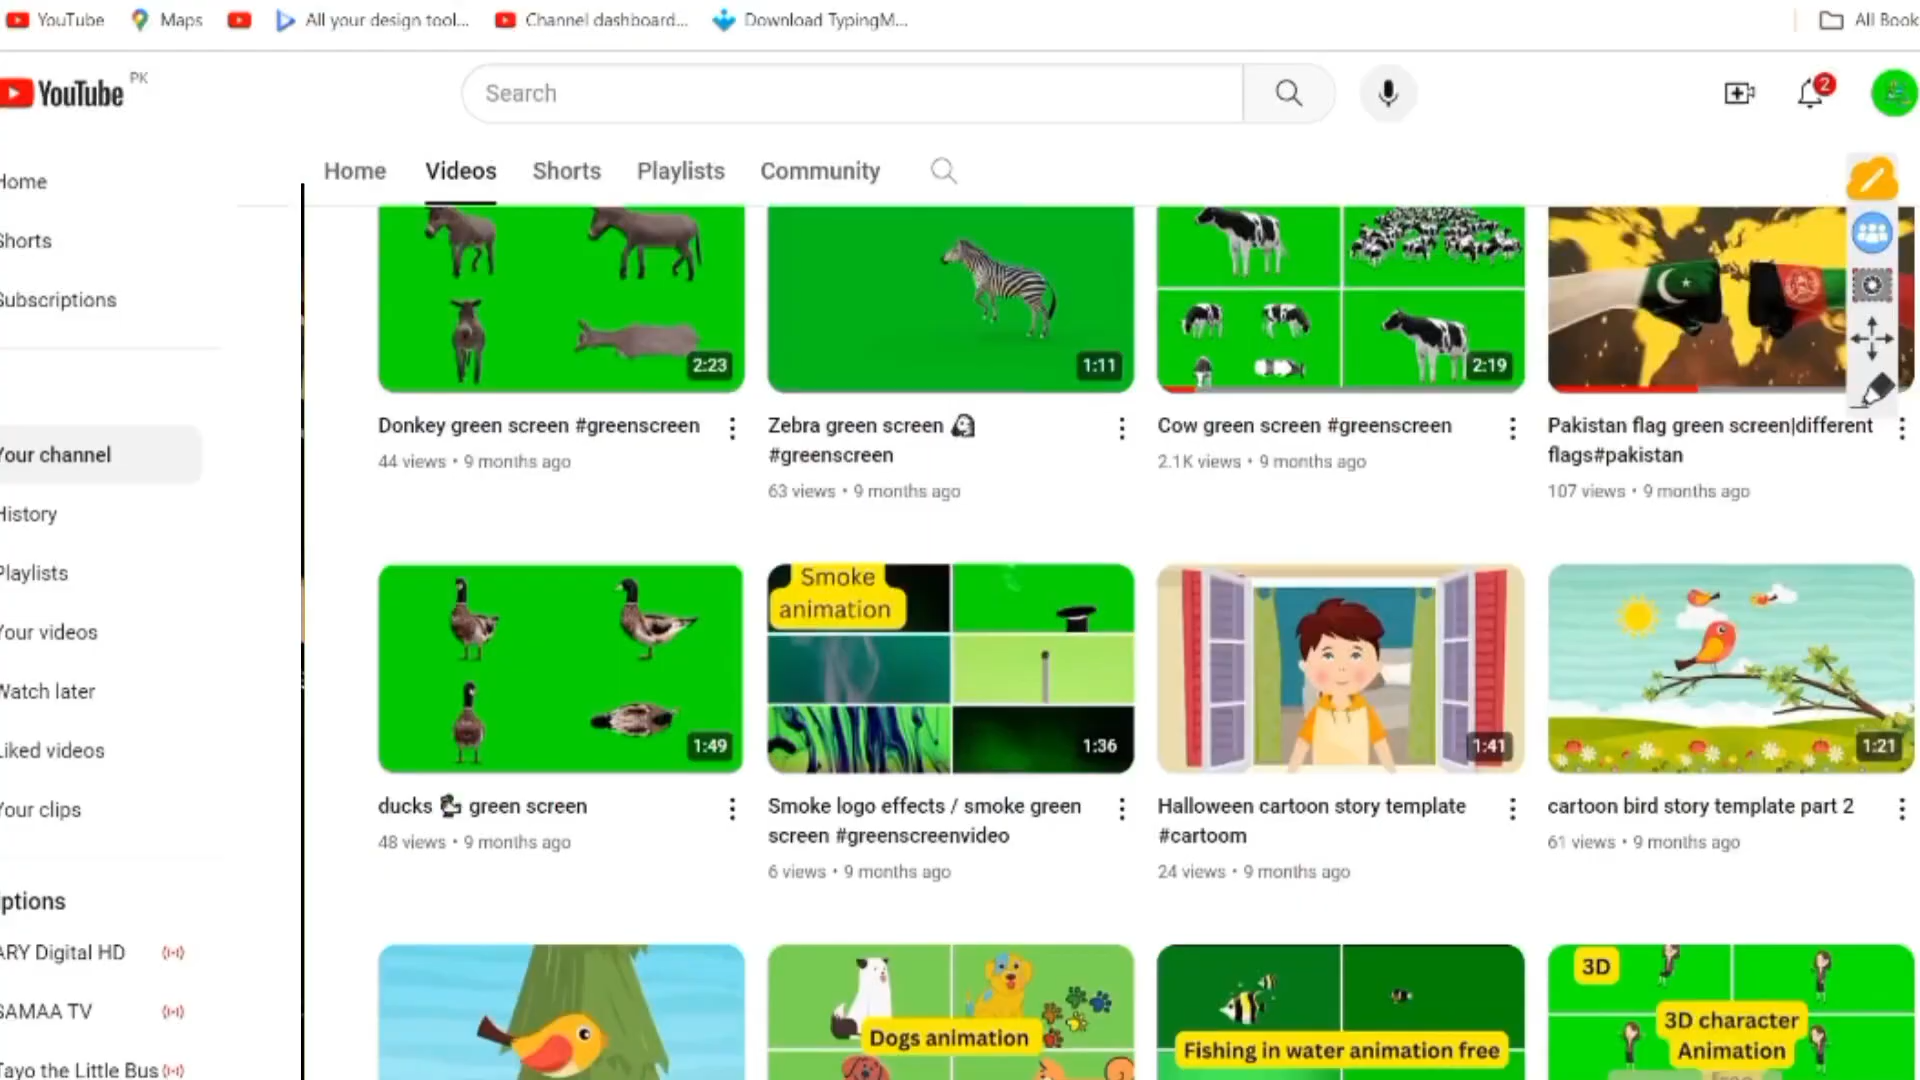 YouTube
Maps
All your design tool...
Channel dashboard...
Download TypingM...
All Book
YouTube PK
Search
2
Home
Videos
Shorts
Playlists
Community
Home
Shorts
Subscriptions
Your channel
History
Playlists
Your videos
Watch later
Liked videos
Your clips
ptions
ARY Digital HD
SAMAA TV
Tayo the Little Bus
2:23
Donkey green screen #greenscreen
44 views • 9 months ago
1:11
Zebra green screen
#greenscreen
63 views • 9 months ago
2:19
Cow green screen #greenscreen
2.1K views • 9 months ago
Pakistan flag green screen|different
flags#pakistan
107 views • 9 months ago
1:49
ducks 🦆 green screen
48 views • 9 months ago
Smoke
animation
1:36
Smoke logo effects / smoke green
screen #greenscreenvideo
6 views • 9 months ago
1:41
Halloween cartoon story template
#cartoom
24 views • 9 months ago
1:21
cartoon bird story template part 2
61 views • 9 months ago
Dogs animation
Fishing in water animation free
3D
3D character
Animation